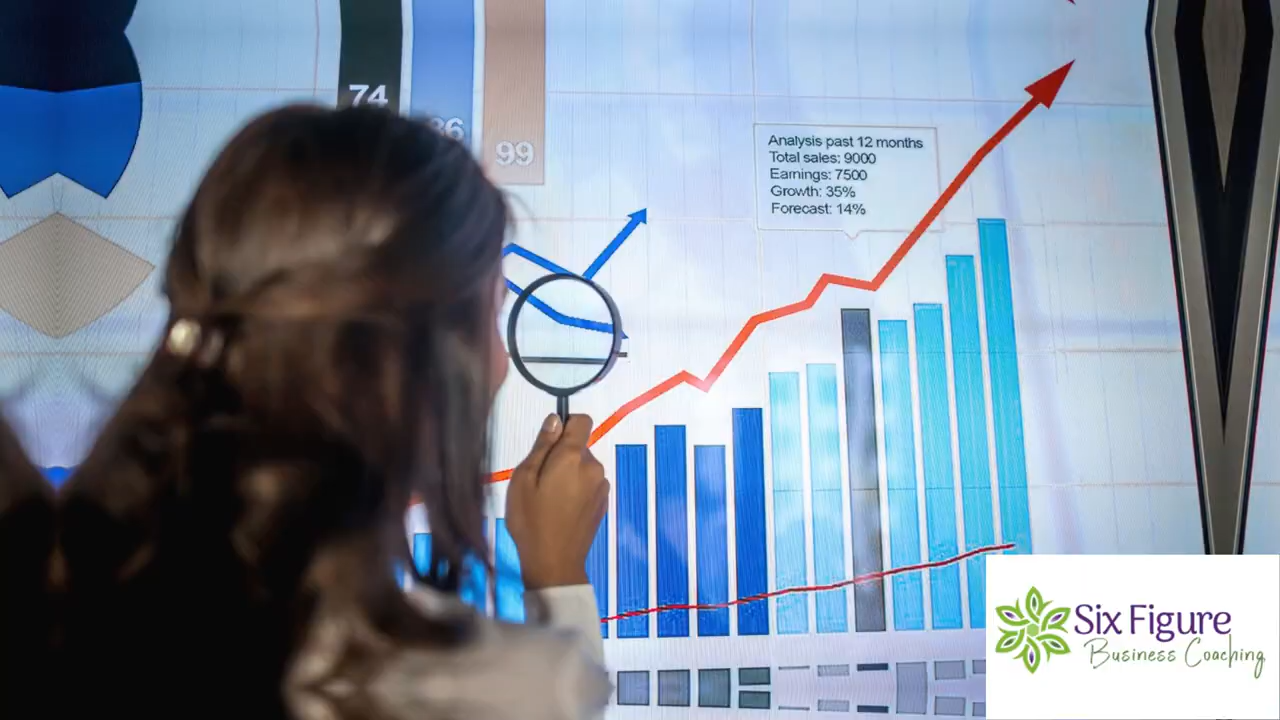 74
86
99
Analysis past 12 months
Total sales: 9000
Earnings: 7500
Growth: 35%
Forecast: 14%
Six Figure
Business Coaching